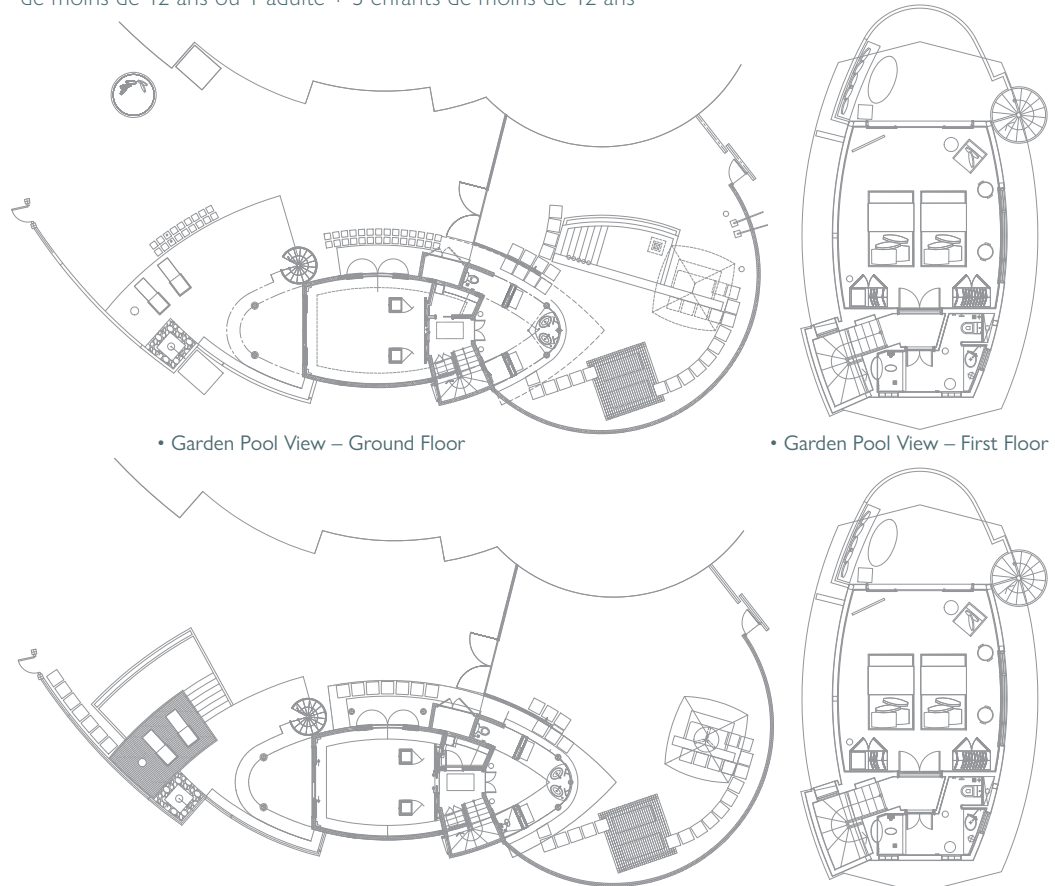 de moins de 12 ans ou 1 adulte + 3 enfants de moins de 12 ans
• Garden Pool View – Ground Floor
• Garden Pool View – First Floor